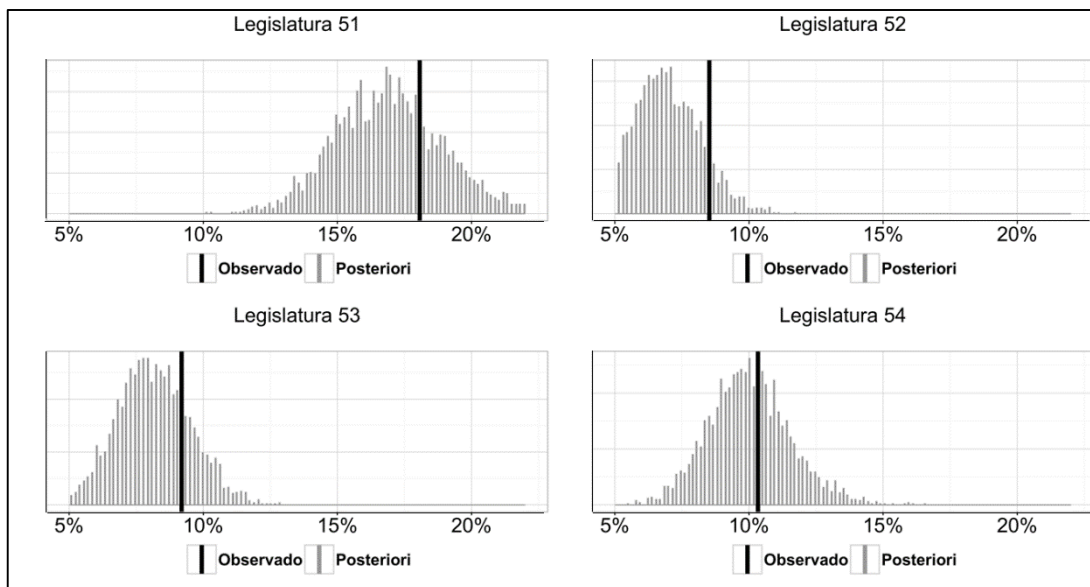 Legislatura 51
Legislatura 52
5% 10% 15% 20%
5% 10% 15% 20%
Observado Posteriori
Observado Posteriori
Legislatura 53
Legislatura 54
5% 10% 15% 20%
5% 10% 15% 20%
Observado Posteriori
Observado Posteriori